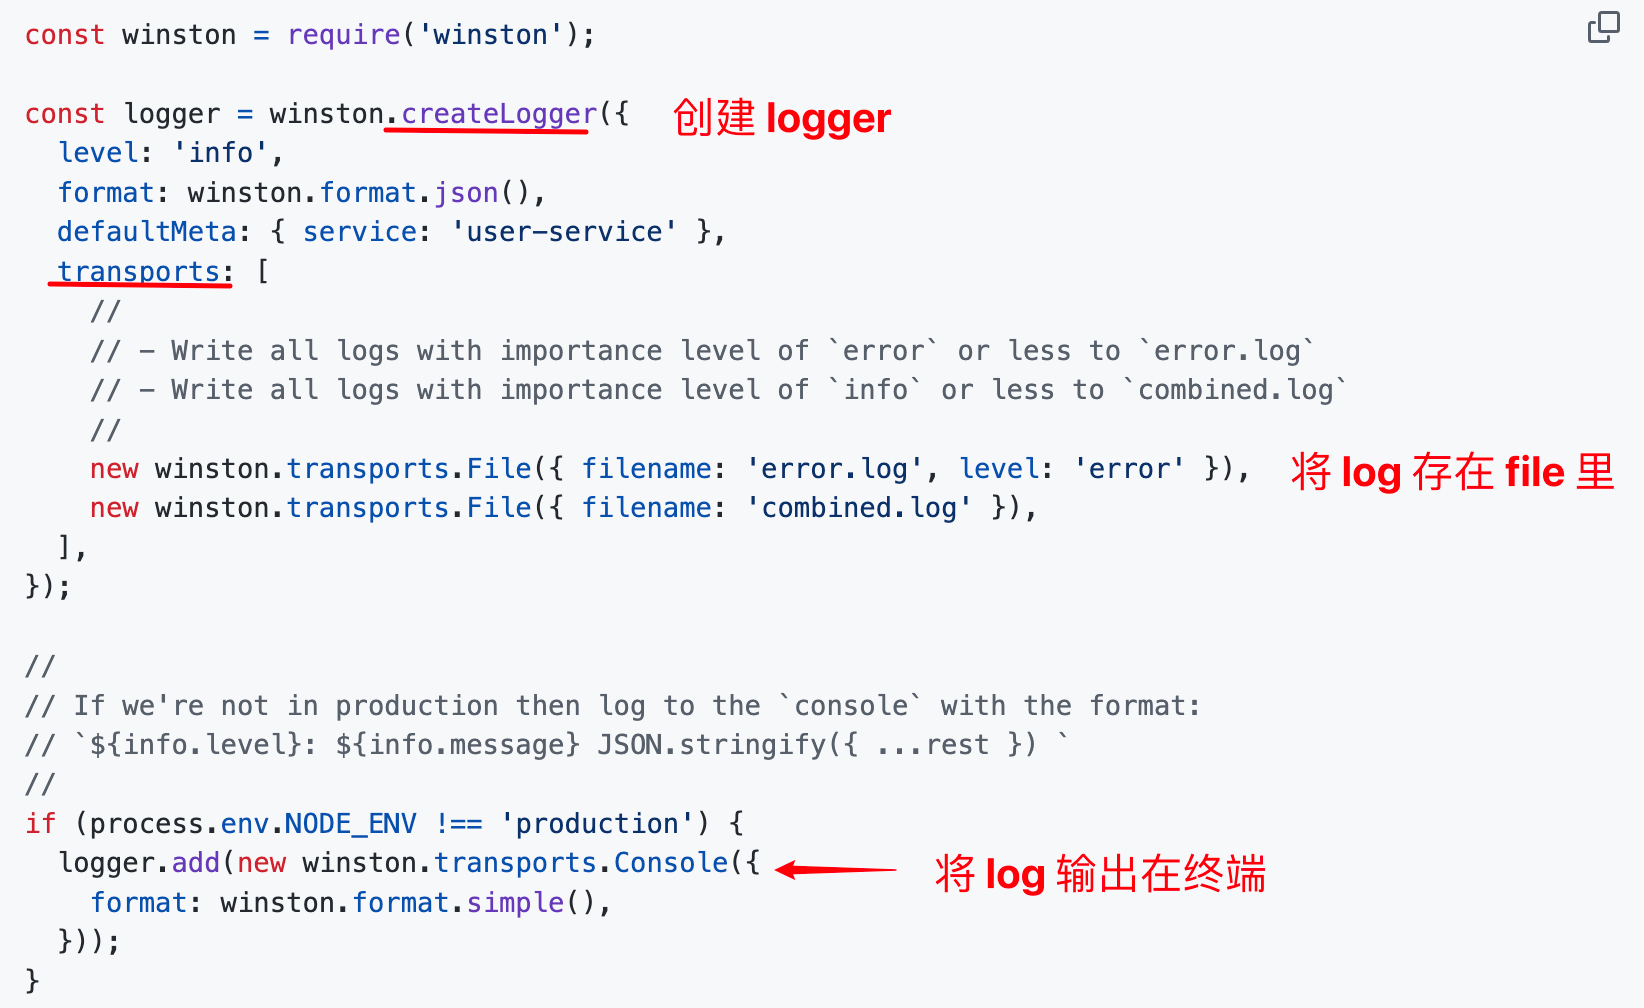 const winston = require('winston');
const logger = winston.createLogger({ 创建 logger
  level: 'info',
  format: winston.format.json(),
  defaultMeta: { service: 'user-service' },
  transports: [
    //
    // - Write all logs with importance level of `error` or less to `error.log`
    // - Write all logs with importance level of `info` or less to `combined.log`
    //
    new winston.transports.File({ filename: 'error.log', level: 'error' }), 将 log 存在 file 里
    new winston.transports.File({ filename: 'combined.log' }),
  ],
});
//
// If we're not in production then log to the `console` with the format:
// `${info.level}: ${info.message} JSON.stringify({ ...rest }) `
//
if (process.env.NODE_ENV !== 'production') {
  logger.add(new winston.transports.Console({ 将 log 输出在终端
    format: winston.format.simple(),
  }));
}